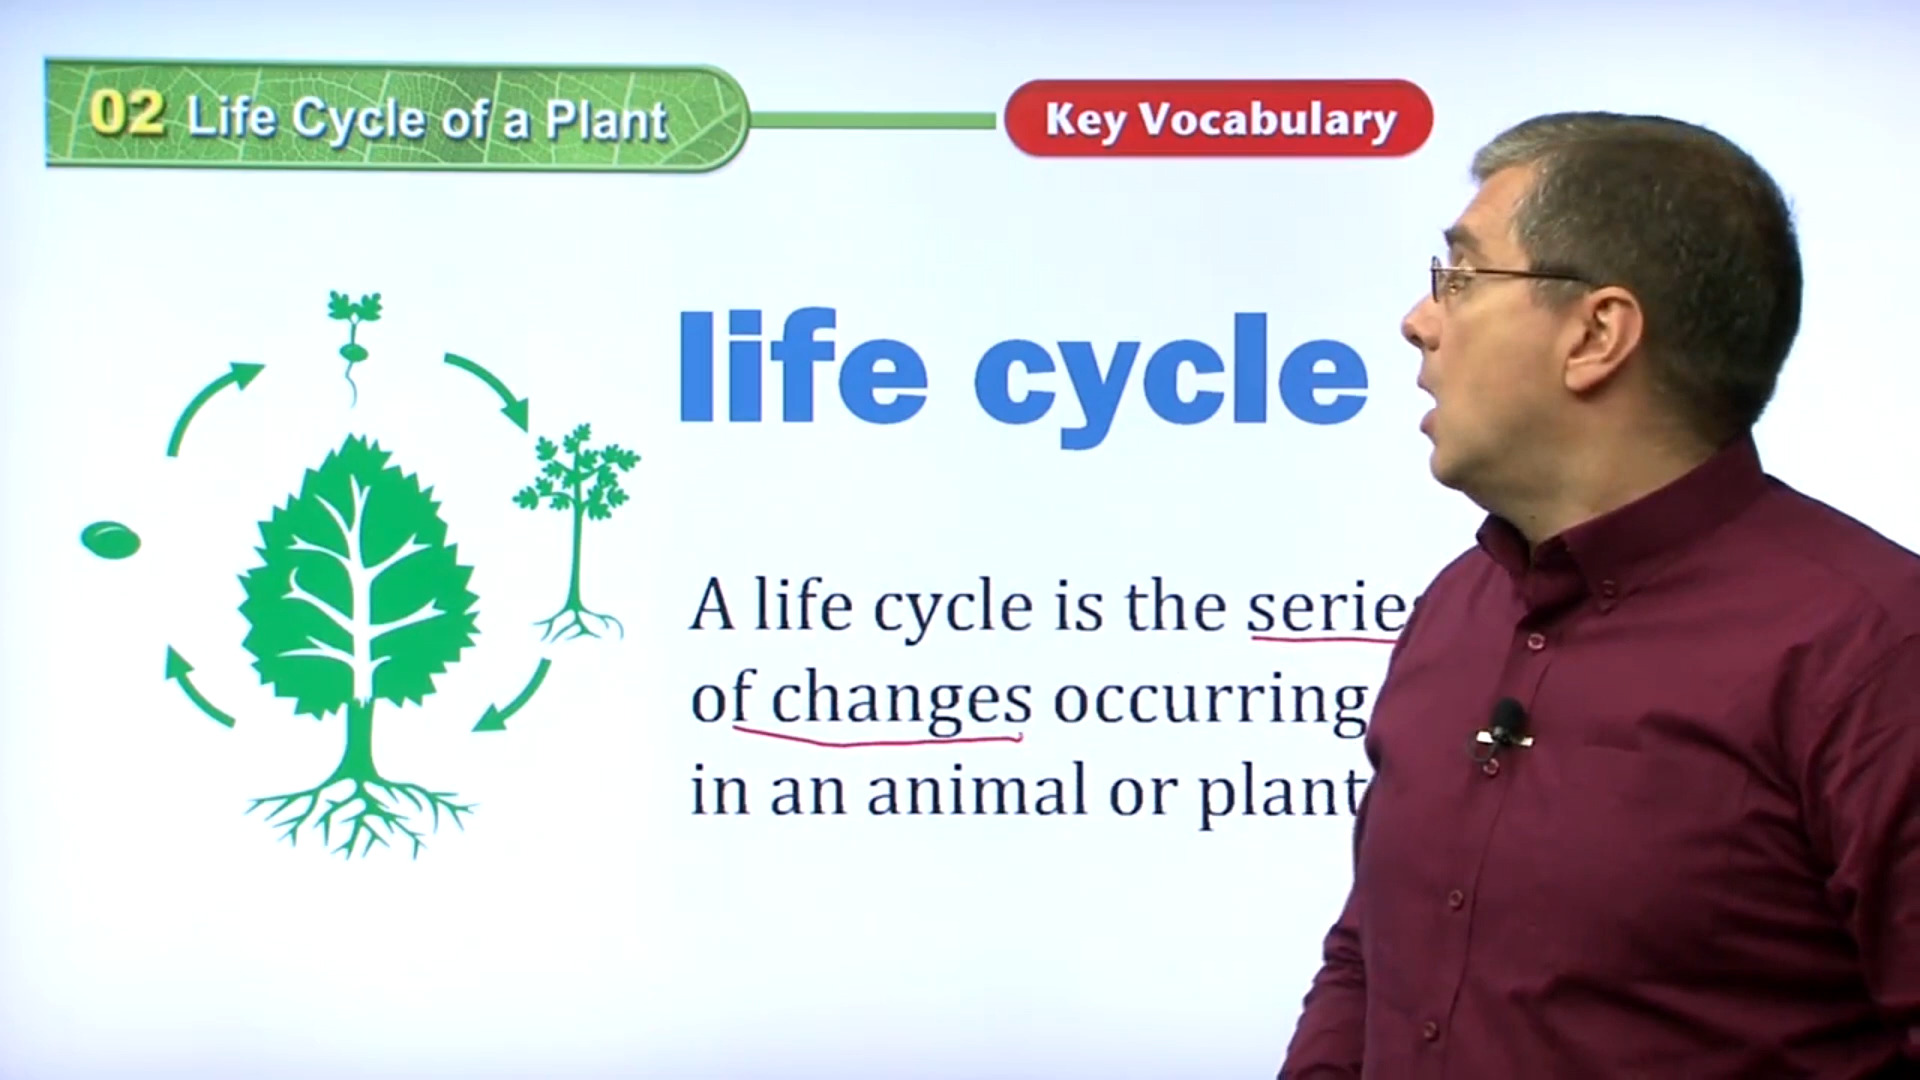 02 Life Cycle of a Plant
Key Vocabulary
life cycle
A life cycle is the
of changes occurring
in an animal or plant